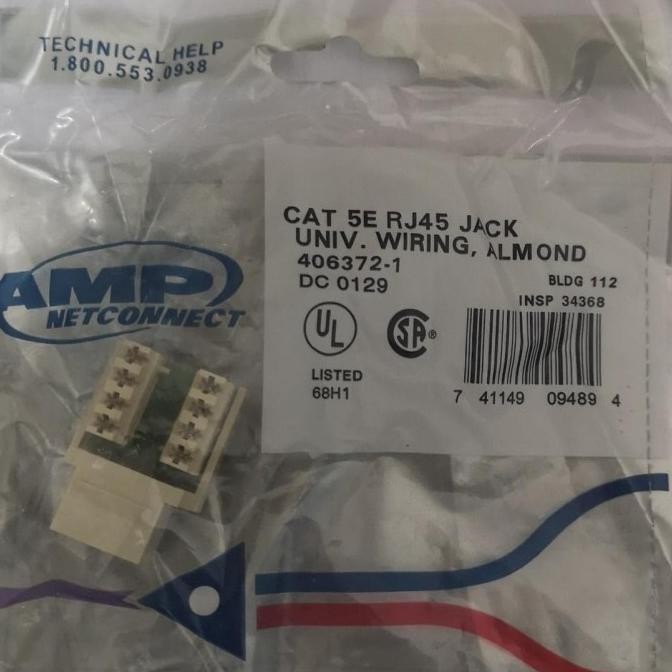 TECHNICAL HELP
1.800.553.0938
CAT 5E RJ45 JACK
UNIV. WIRING, ALMOND
406372-1
DC 0129
BLDG 112
INSP 34368
UL
SA®
LISTED
68H1
7 41149 09489 4
AMP
NETCONNECT